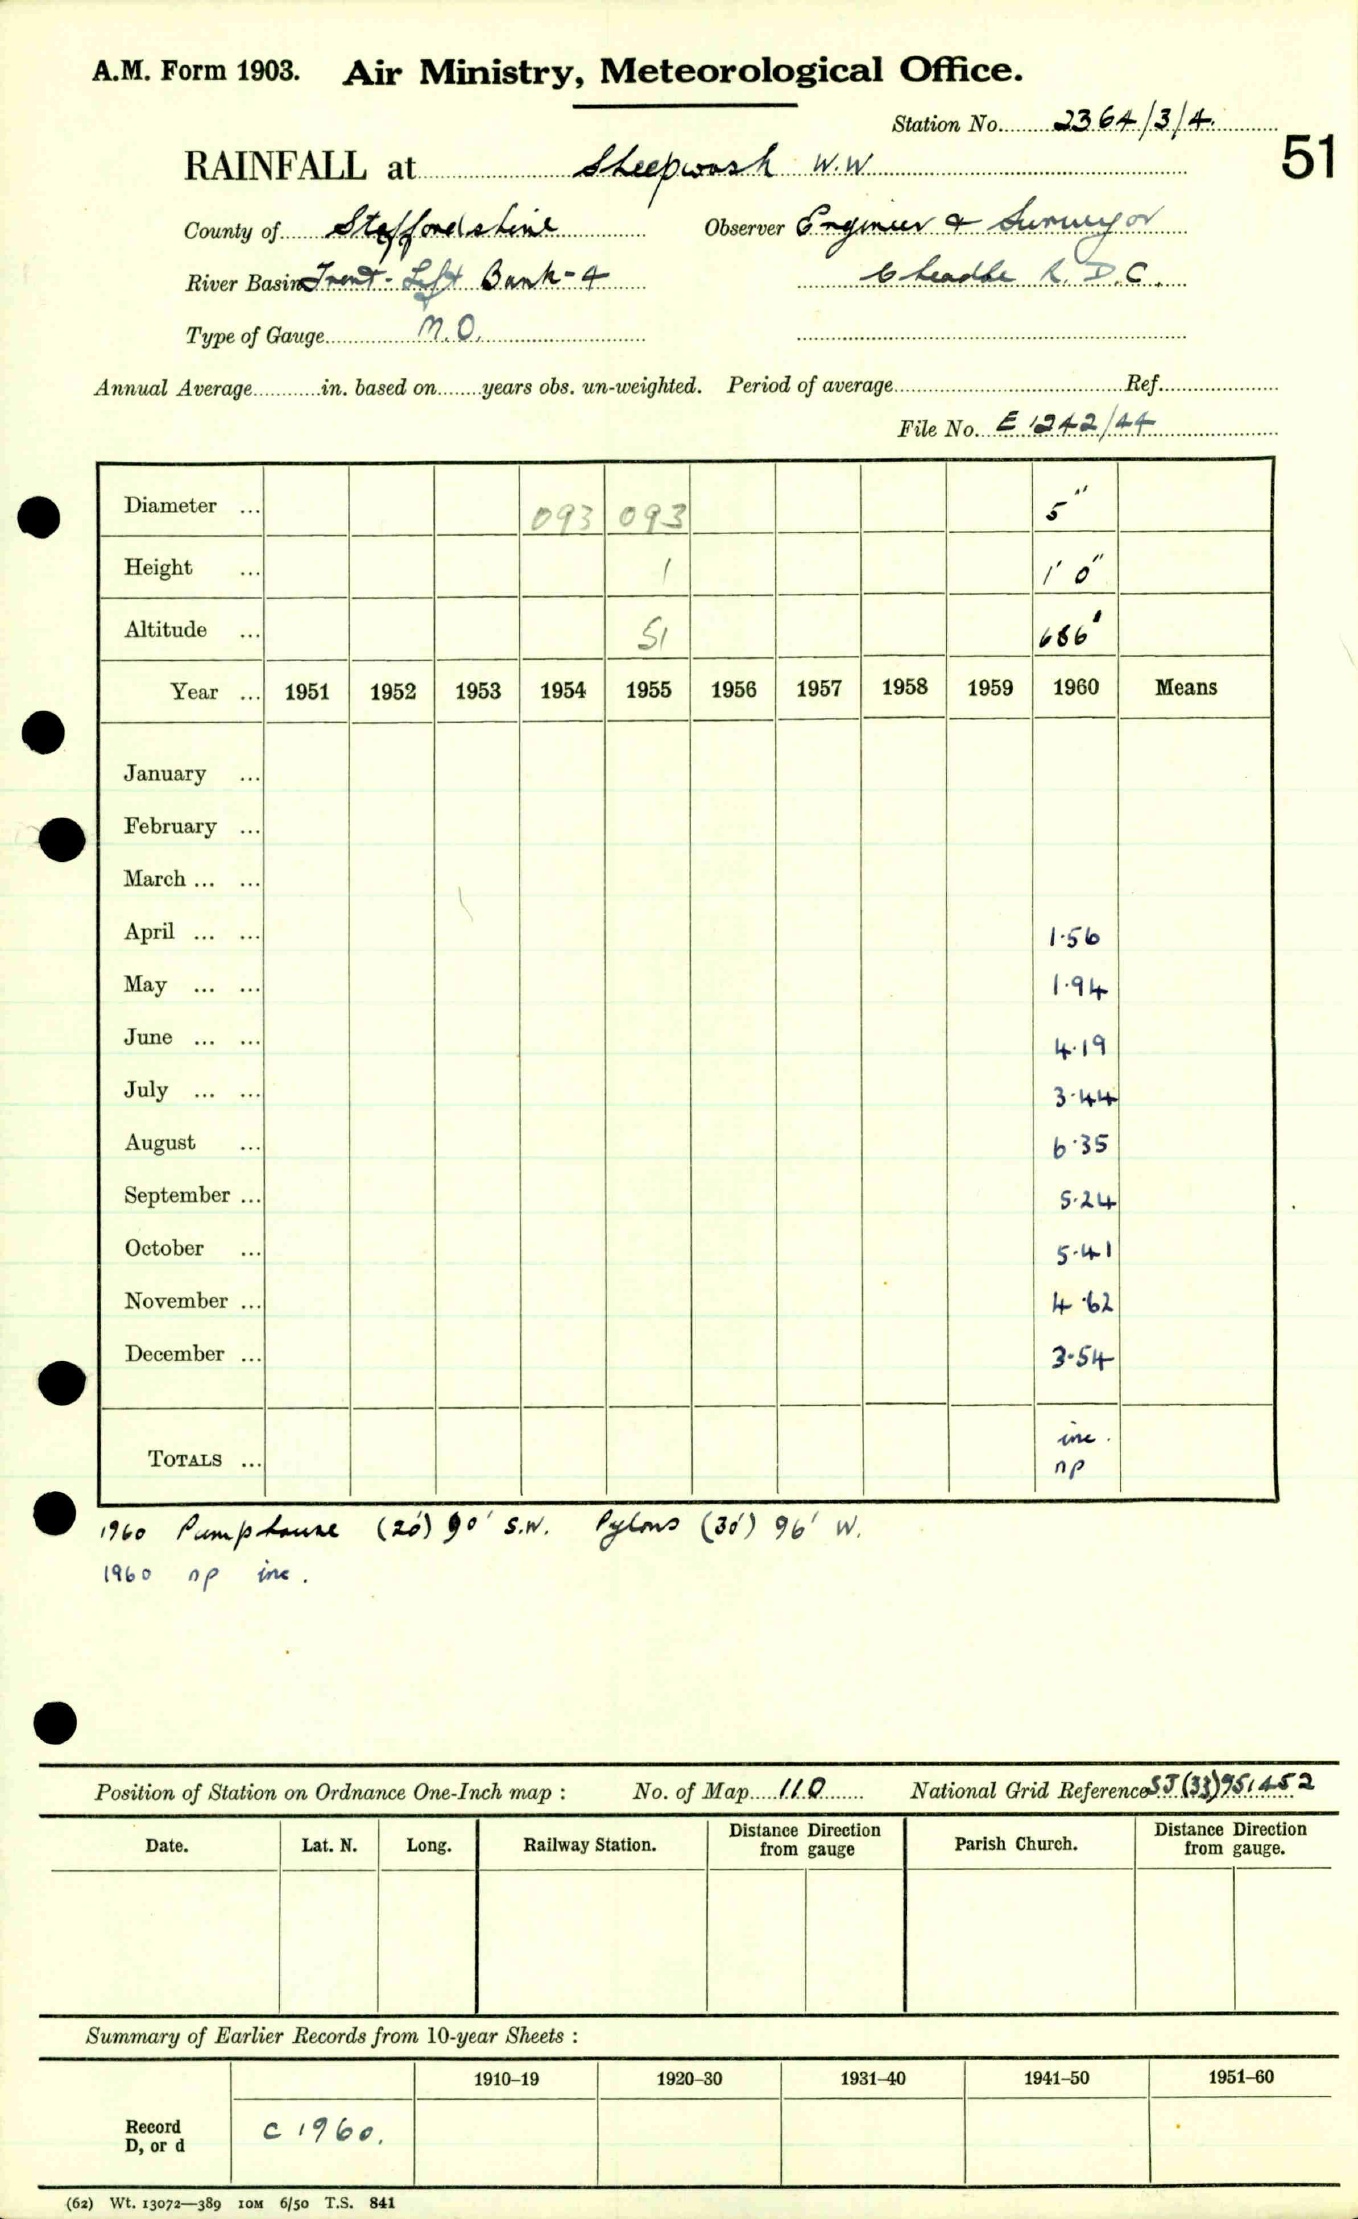 A.M. Form 1903. Air Ministry, Meteorological Office.
Station No. 2364/3/4.
51
RAINFALL at Sheepwash W.W
County of Staffordshire Observer Engineer & Surveyor
River Basin Trent - Left Bank - 4 Cheadle R.D.C.
Type of Gauge M.O.
Annual Average in. based on years obs. un-weighted. Period of average Ref.
File No. E 1242/44
Diameter ... 093 093 5"
Height ... 1 1' 0"
Altitude ... 51 686'
Year ... 1951 1952 1953 1954 1955 1956 1957 1958 1959 1960 Means
January ...
February ...
March ... ...
April ... ... 1.56
May ... ... 1.94
June ... ... 4.19
July ... ... 3.44
August ... 6.35
September ... 5.24
October ... 5.41
November ... 4.62
December ... 3.54
TOTALS ... inc.
np
1960 Pumphouse (20') 90' S.W. Pylons (30') 96' W.
1960 np inc.
Position of Station on Ordnance One-Inch map : No. of Map 110 National Grid Reference SJ(33)951452
Date. Lat. N. Long. Railway Station. Distance from Direction gauge Parish Church. Distance from Direction gauge.
Summary of Earlier Records from 10-year Sheets :
1910–19 1920–30 1931–40 1941–50 1951–60
Record
D, or d C 1960.
(62) Wt. 13072—389 10M 6/50 T.S. 841